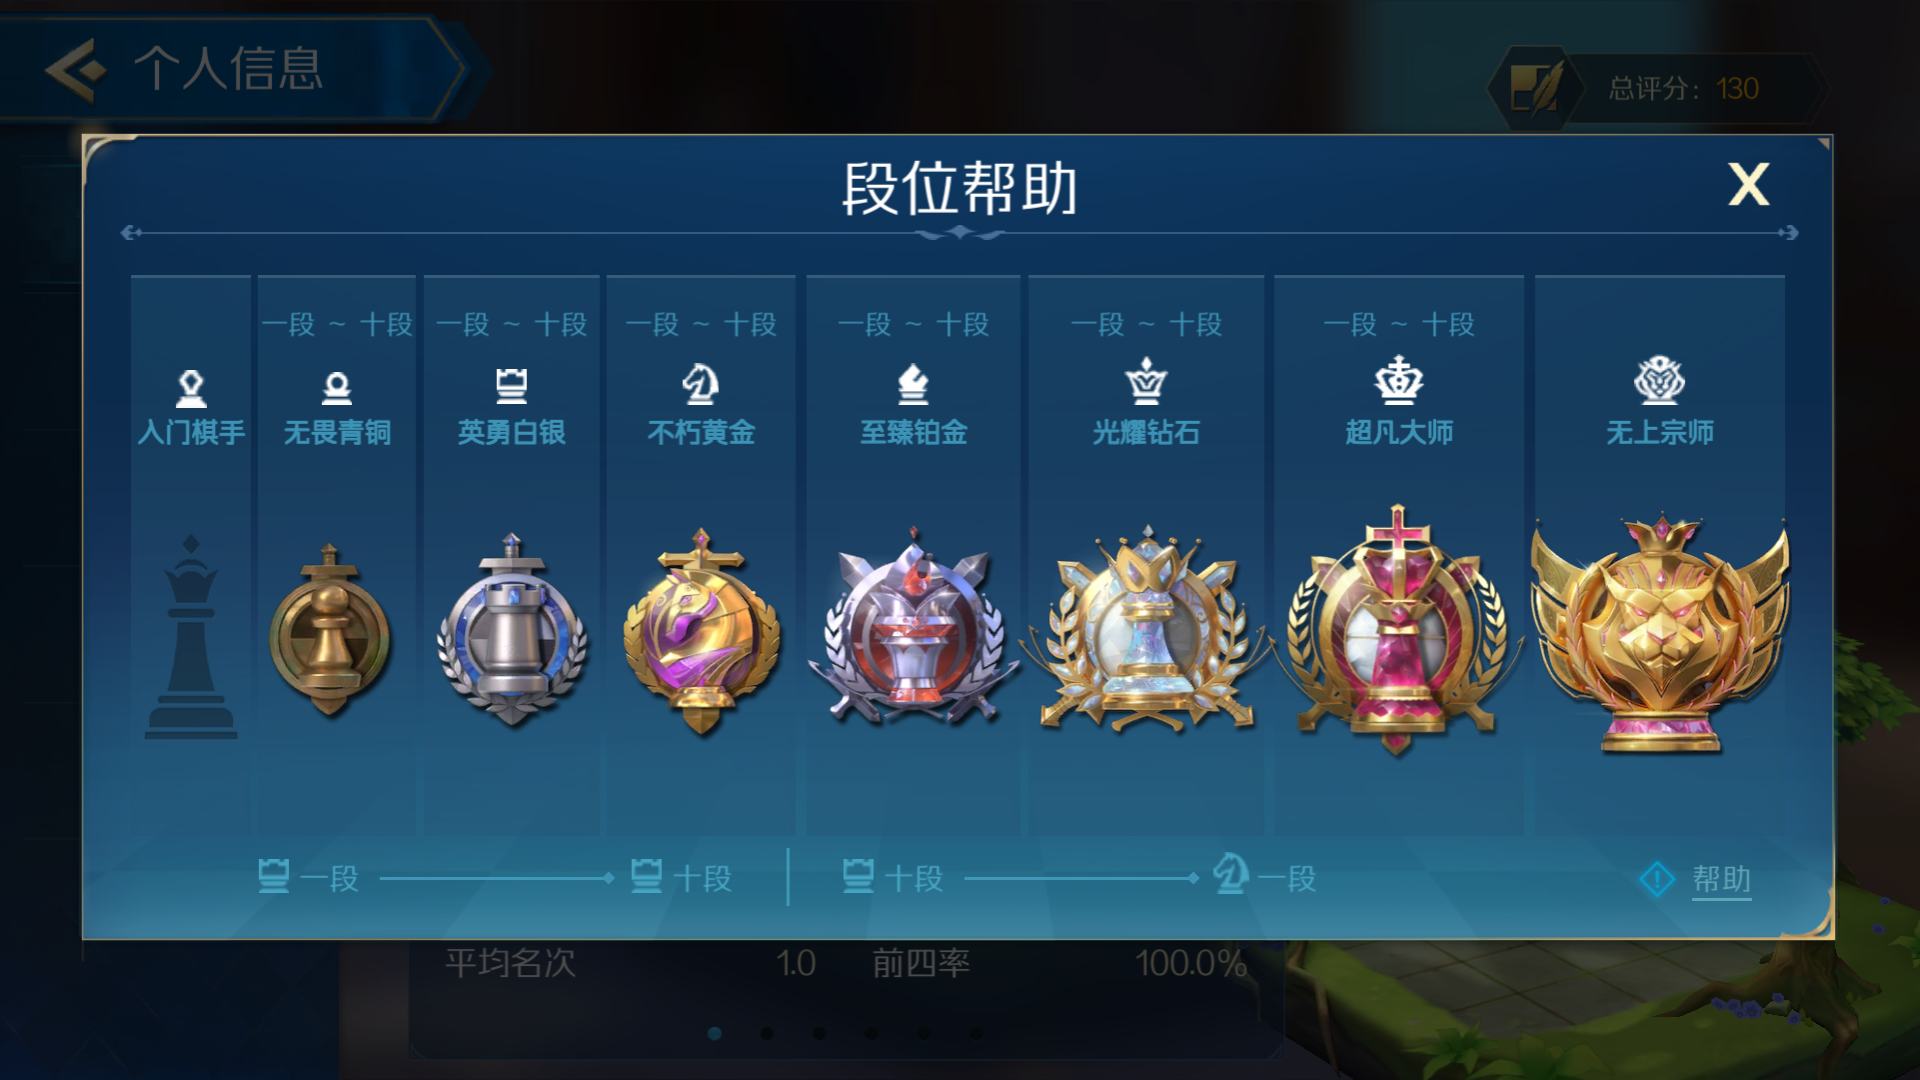 个人信息
总评分：130
段位帮助
X
一段 ~ 十段
一段 ~ 十段
一段 ~ 十段
一段 ~ 十段
一段 ~ 十段
一段 ~ 十段
入门棋手
无畏青铜
英勇白银
不朽黄金
至臻铂金
光耀钻石
超凡大师
无上宗师
一段 十段 十段 一段
帮助
平均名次 1.0 前四率 100.0%